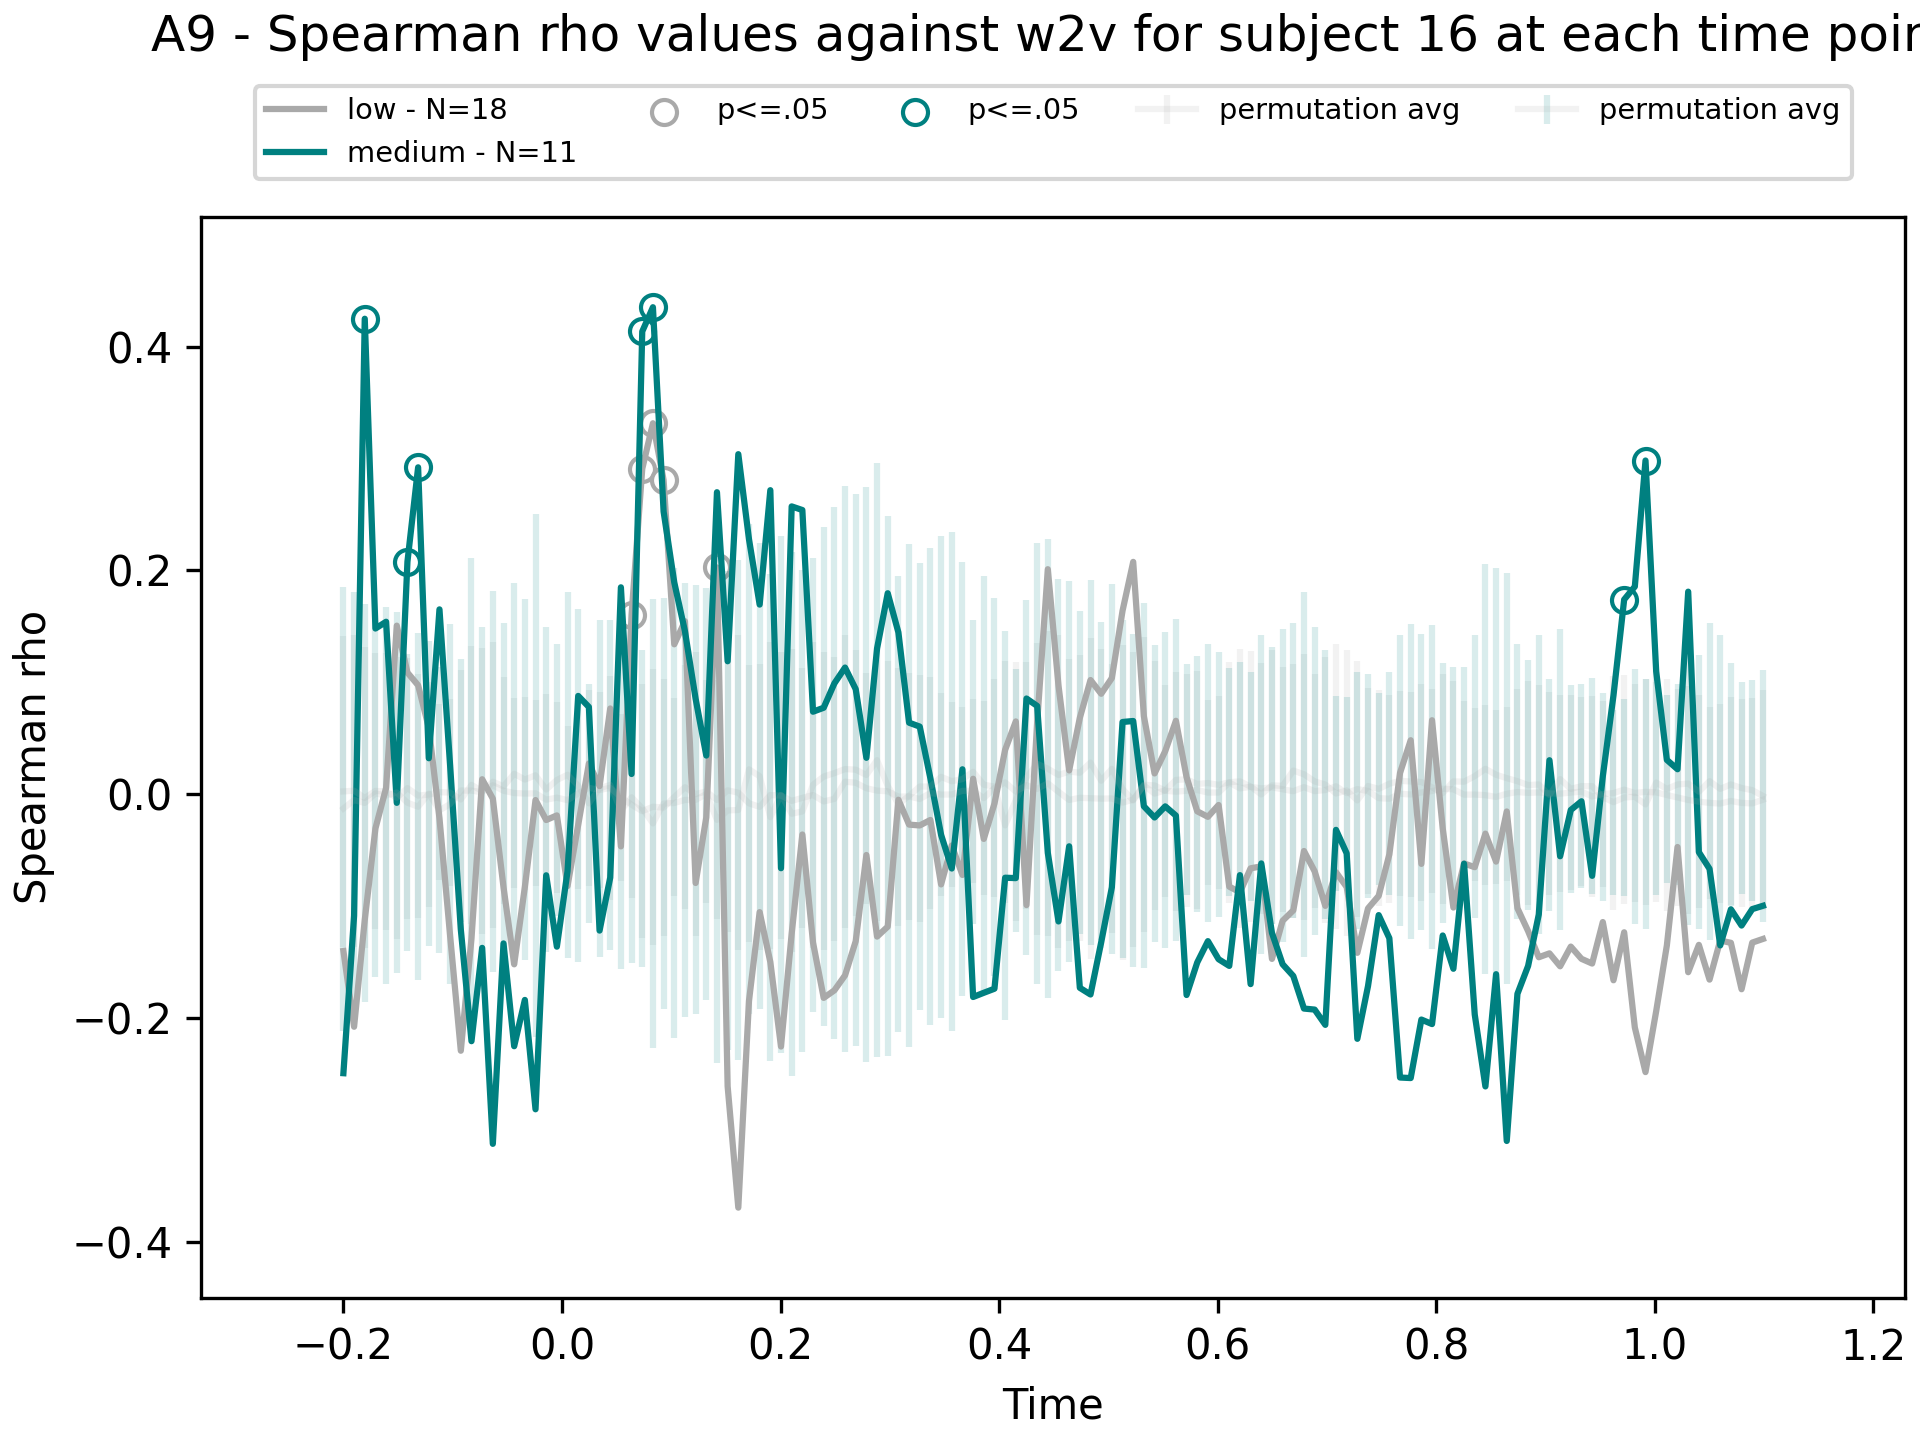 A9 - Spearman rho values against w2v for subject 16 at each time poin
low - N=18
medium - N=11
p<=.05
p<=.05
permutation avg
permutation avg
Spearman rho
0.4
0.2
0.0
−0.2
−0.4
−0.2 0.0 0.2 0.4 0.6 0.8 1.0 1.2
Time